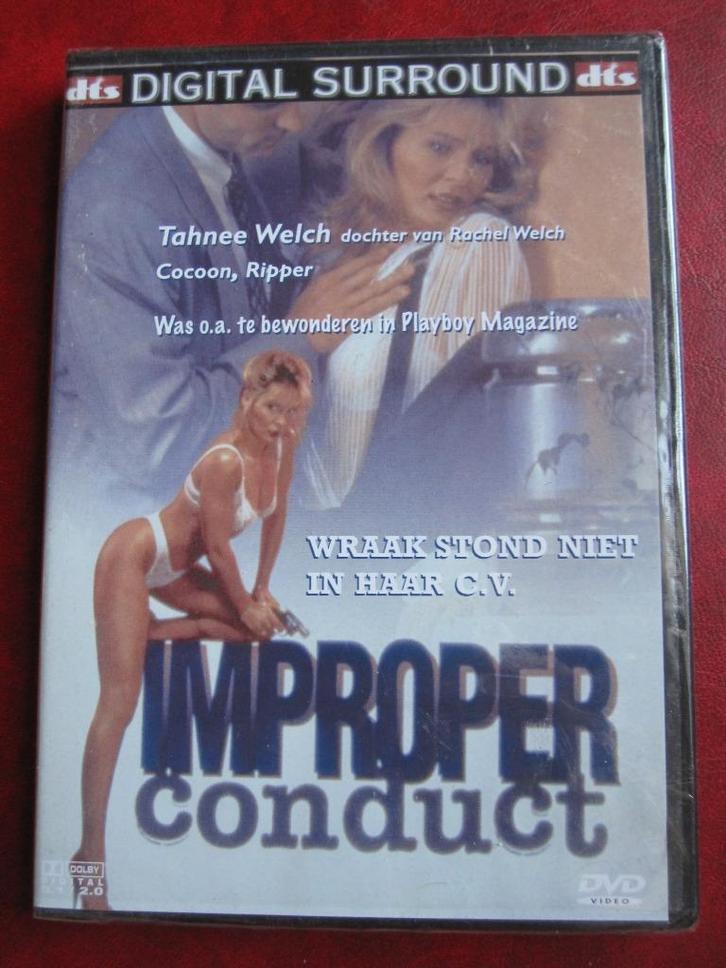 dts DIGITAL SURROUND dts
Tahnee Welch dochter van Rachel Welch
Cocoon, Ripper
Was o.a. te bewonderen in Playboy Magazine
WRAAK STOND NIET
IN HAAR C.V.
IMPROPER
conduct
DOLBY
DIGITAL
2.0
DVD
VIDEO